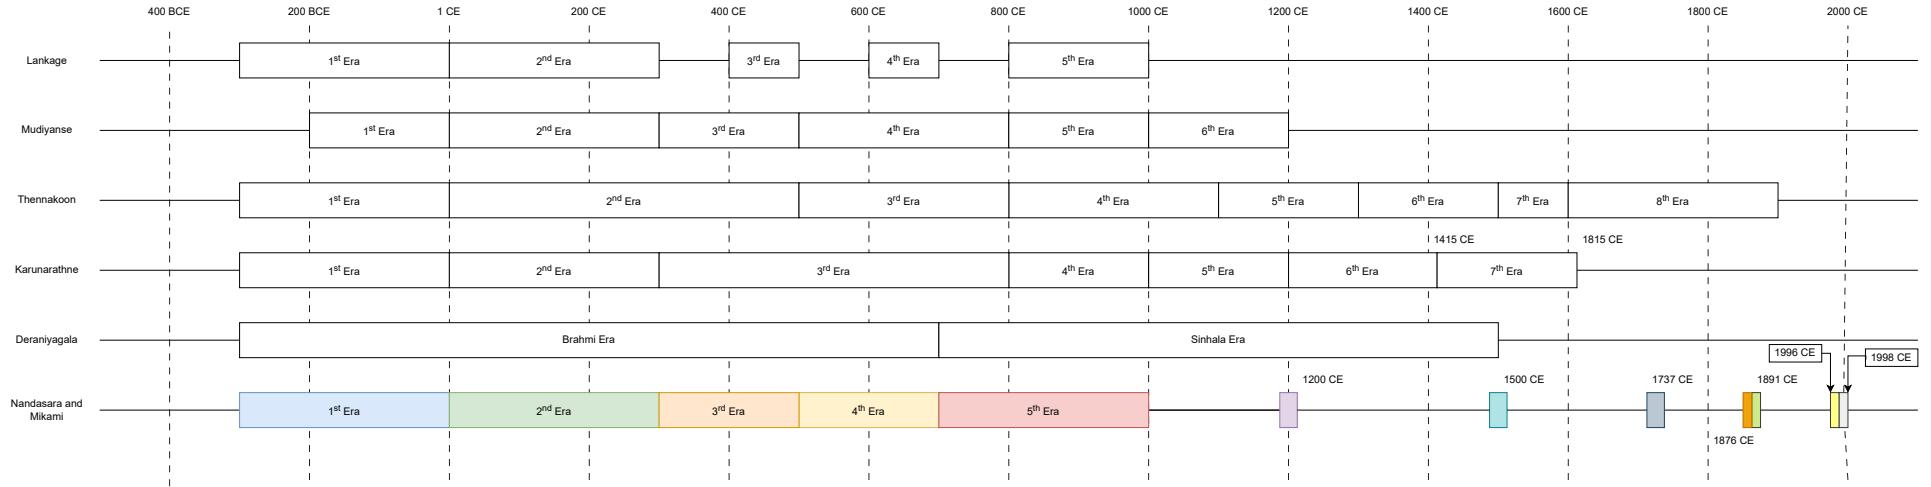 400 BCE 200 BCE 1 CE 200 CE 400 CE 600 CE 800 CE 1000 CE 1200 CE 1400 CE 1600 CE 1800 CE 2000 CE
Lankage 1st Era 2nd Era 3rd Era 4th Era 5th Era
Mudiyanse 1st Era 2nd Era 3rd Era 4th Era 5th Era 6th Era
Thennakoon 1st Era 2nd Era 3rd Era 4th Era 5th Era 6th Era 7th Era 8th Era
1415 CE 1815 CE
Karunarathne 1st Era 2nd Era 3rd Era 4th Era 5th Era 6th Era 7th Era
Deraniyagala Brahmi Era Sinhala Era
1996 CE 1998 CE
1200 CE 1500 CE 1737 CE 1891 CE
Nandasara and
Mikami 1st Era 2nd Era 3rd Era 4th Era 5th Era
1876 CE